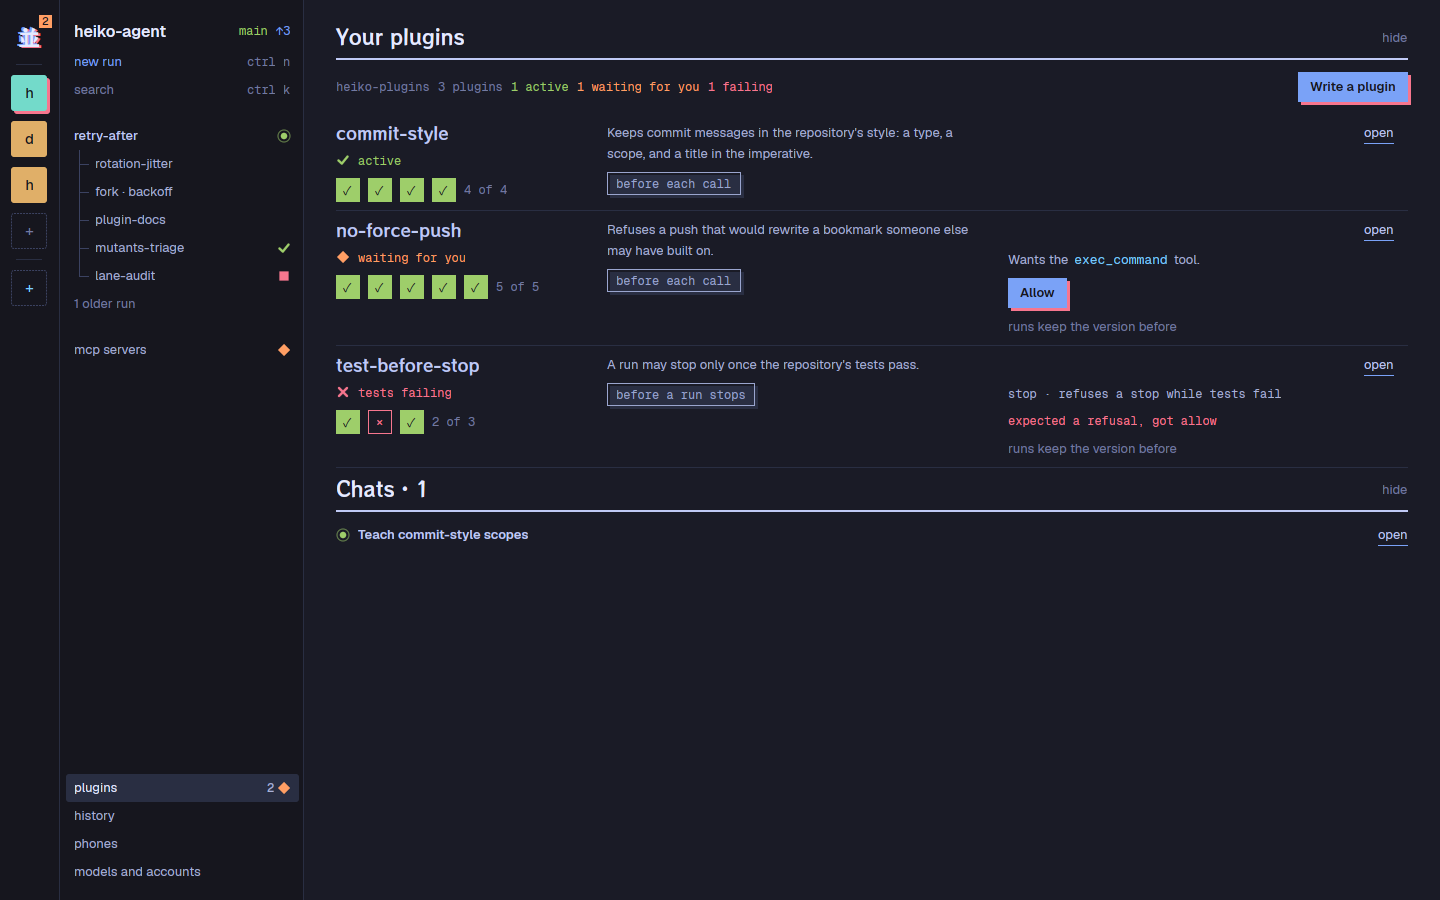 2
heiko-agent main ↑3
new run ctrl n
search ctrl k
h
d
h
+
+
retry-after
rotation-jitter
fork · backoff
plugin-docs
mutants-triage
lane-audit
1 older run
mcp servers
plugins 2
history
phones
models and accounts
Your plugins hide
heiko-plugins 3 plugins 1 active 1 waiting for you 1 failing Write a plugin
commit-style
✓ active
✓ ✓ ✓ ✓ 4 of 4
Keeps commit messages in the repository's style: a type, a
scope, and a title in the imperative.
before each call
open
no-force-push
waiting for you
✓ ✓ ✓ ✓ ✓ 5 of 5
Refuses a push that would rewrite a bookmark someone else
may have built on.
before each call
Wants the exec_command tool.
Allow
runs keep the version before
open
test-before-stop
tests failing
✓ × ✓ 2 of 3
A run may stop only once the repository's tests pass.
before a run stops
stop · refuses a stop while tests fail
expected a refusal, got allow
runs keep the version before
open
Chats · 1 hide
Teach commit-style scopes open